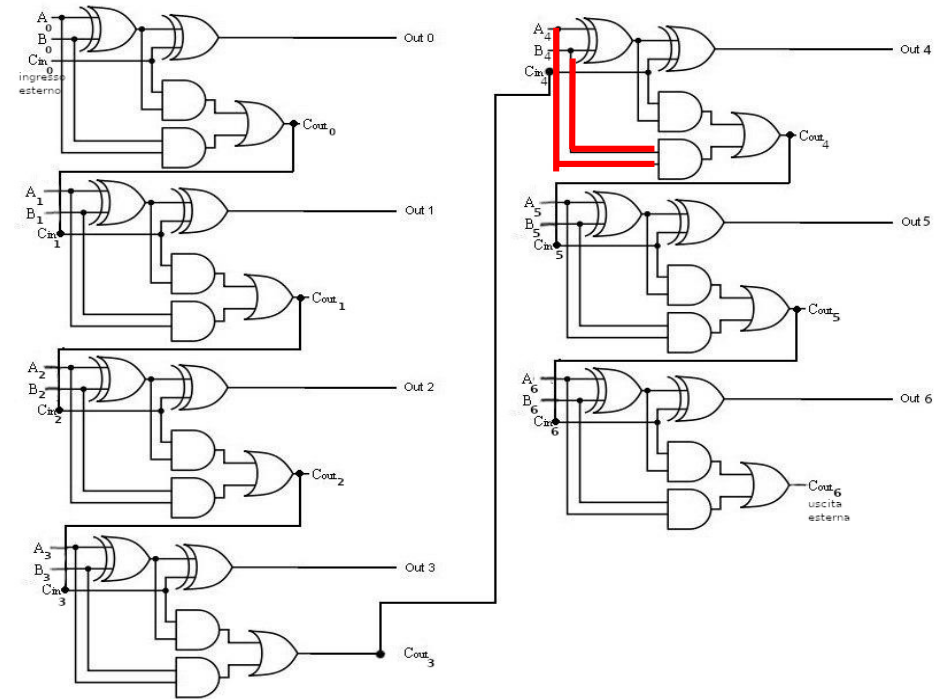 A0
B0
Out 0
Cin0
ingresso
esterno
Cout0
A1
B1
Out 1
Cin1
Cout1
A2
B2
Out 2
Cin2
Cout2
A3
B3
Out 3
Cin3
Cout3
A4
B4
Out 4
Cin4
Cout4
A5
B5
Out 5
Cin5
Cout5
A6
B6
Out 6
Cin6
Cout6
uscita
esterna